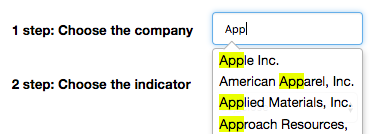 1 step: Choose the company App
Apple Inc.
American Apparel, Inc.
2 step: Choose the indicator
Applied Materials, Inc.
Approach Resources,